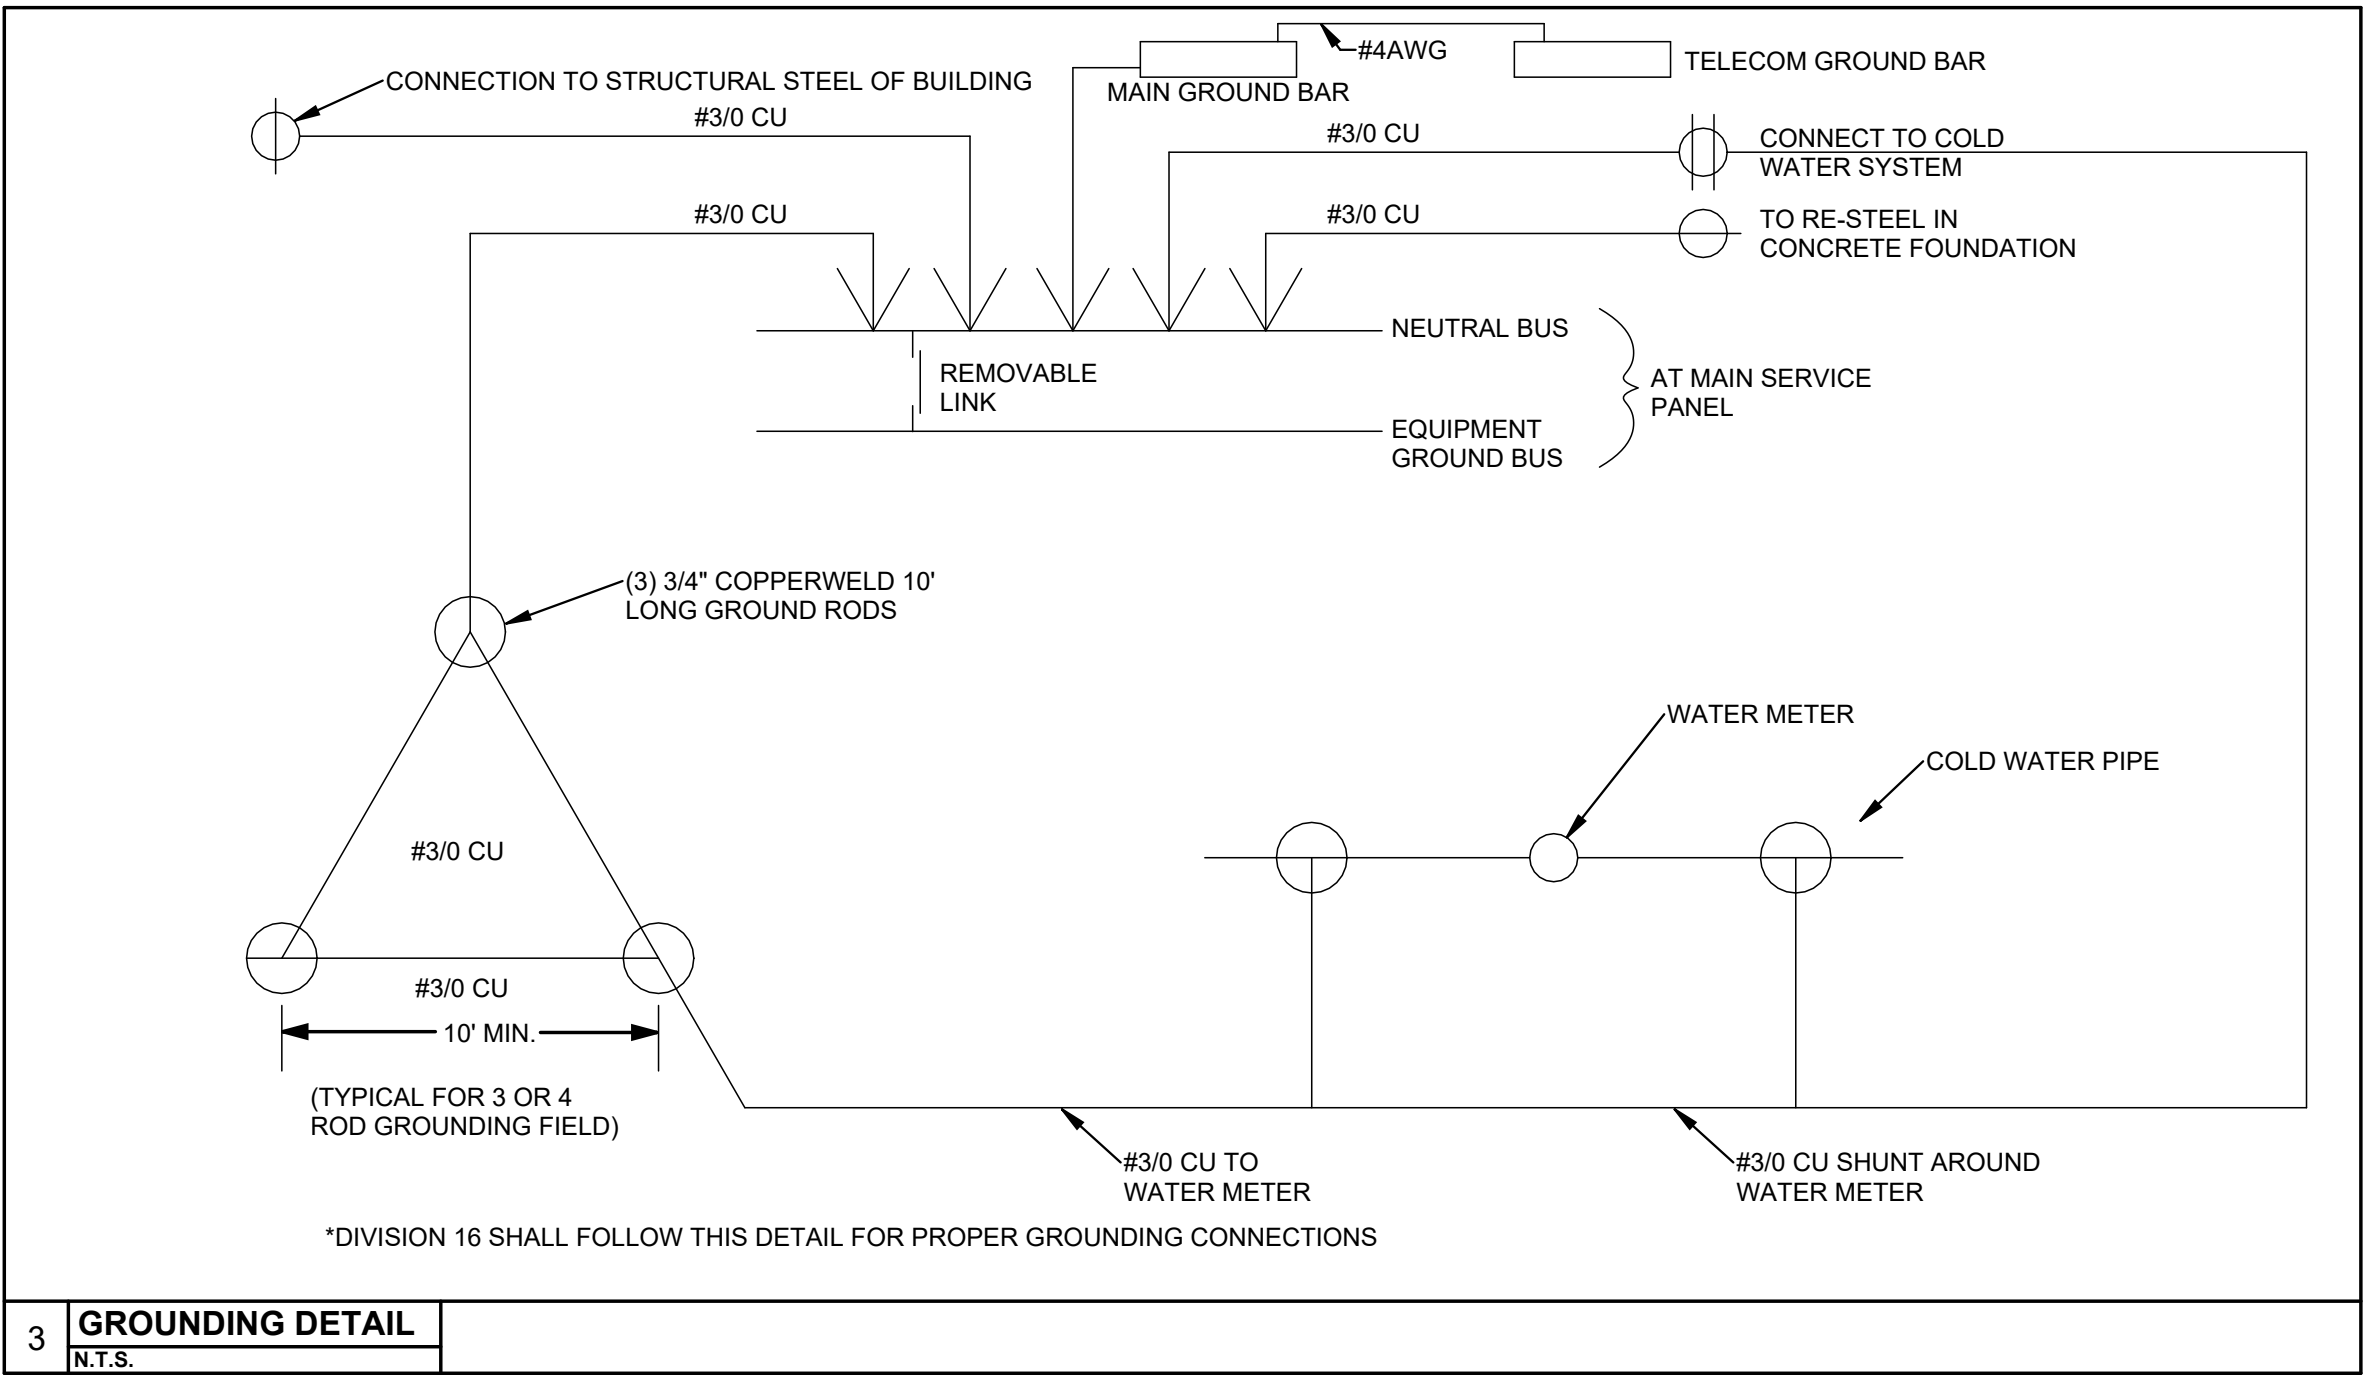 #4AWG
TELECOM GROUND BAR
CONNECTION TO STRUCTURAL STEEL OF BUILDING
MAIN GROUND BAR
#3/0 CU
#3/0 CU
CONNECT TO COLD
WATER SYSTEM
#3/0 CU
#3/0 CU
TO RE-STEEL IN
CONCRETE FOUNDATION
NEUTRAL BUS
REMOVABLE
LINK
AT MAIN SERVICE
PANEL
EQUIPMENT
GROUND BUS
(3) 3/4" COPPERWELD 10'
LONG GROUND RODS
WATER METER
COLD WATER PIPE
#3/0 CU
#3/0 CU
10' MIN.
(TYPICAL FOR 3 OR 4
ROD GROUNDING FIELD)
#3/0 CU TO
WATER METER
#3/0 CU SHUNT AROUND
WATER METER
*DIVISION 16 SHALL FOLLOW THIS DETAIL FOR PROPER GROUNDING CONNECTIONS
3
GROUNDING DETAIL
N.T.S.